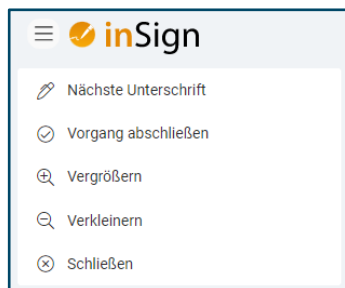 inSign
Nächste Unterschrift
Vorgang abschließen
Vergrößern
Verkleinern
Schließen